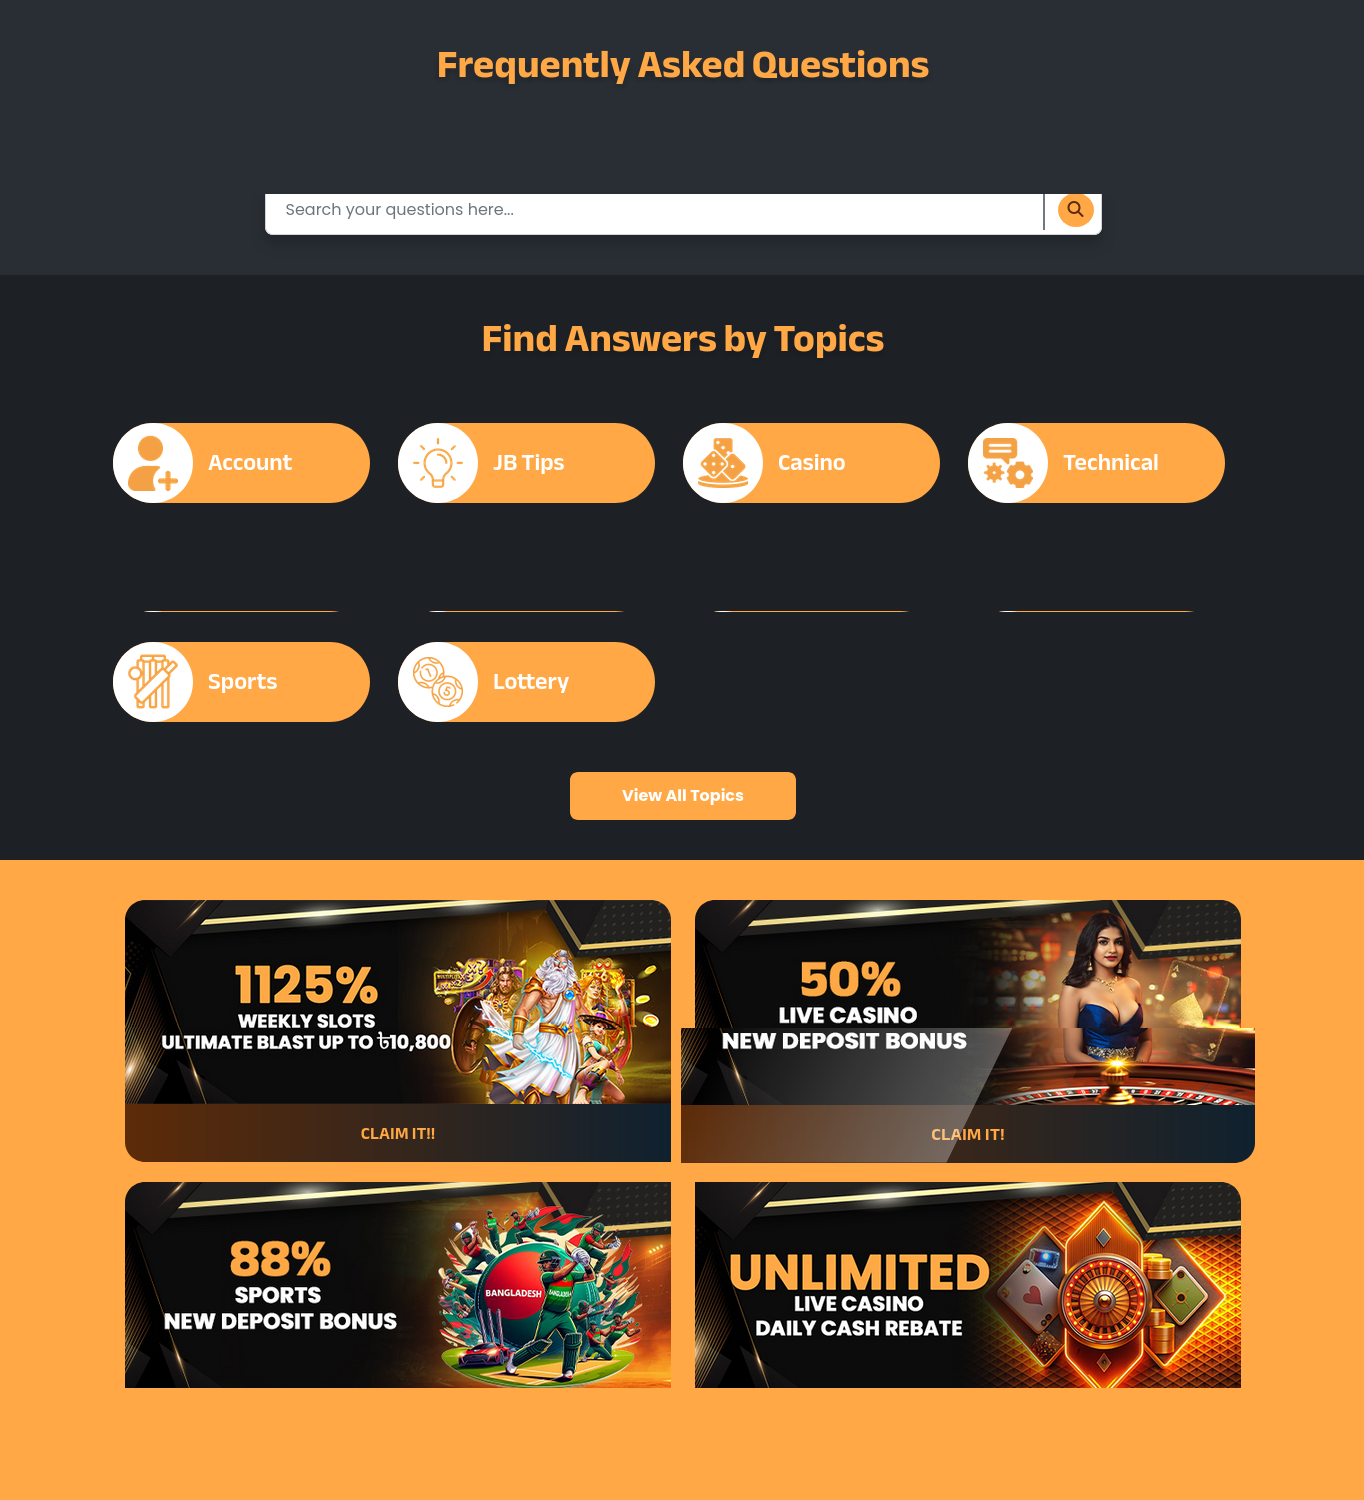 Frequently Asked Questions
Search your questions here...
Find Answers by Topics
Account
JB Tips
Casino
Technical
Sports
Lottery
View All Topics
1125%
WEEKLY SLOTS
ULTIMATE BLAST UP TO ৳10,800
CLAIM IT!!
50%
LIVE CASINO
NEW DEPOSIT BONUS
CLAIM IT!
88%
SPORTS
NEW DEPOSIT BONUS
BANGLADESH
BANGLADESH
UNLIMITED
LIVE CASINO
DAILY CASH REBATE